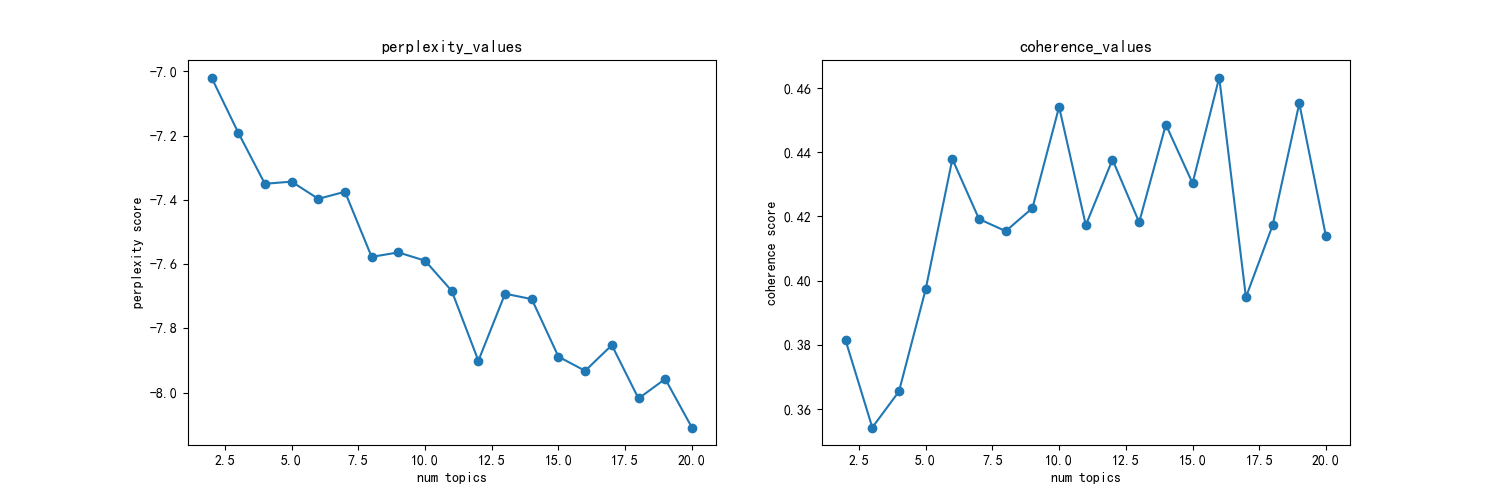 perplexity_values
-7.0
-7.2
-7.4
-7.6
-7.8
-8.0
perplexity score
2.5 5.0 7.5 10.0 12.5 15.0 17.5 20.0
num topics
coherence_values
0.46
0.44
0.42
0.40
0.38
0.36
coherence score
2.5 5.0 7.5 10.0 12.5 15.0 17.5 20.0
num topics